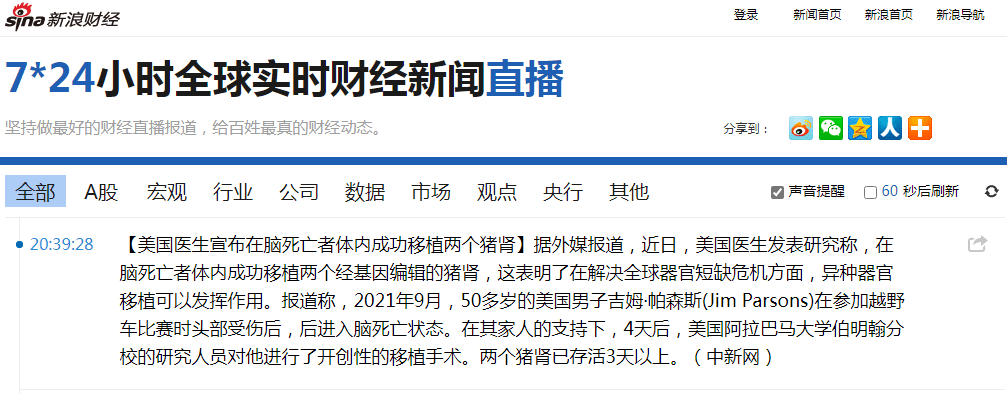 sina 新浪财经
登录 新闻首页 新浪首页 新浪导航
7*24小时全球实时财经新闻直播
坚持做最好的财经直播报道，给百姓最真的财经动态。
分享到：
全部 A股 宏观 行业 公司 数据 市场 观点 央行 其他 声音提醒 60 秒后刷新
20:39:28 【美国医生宣布在脑死亡者体内成功移植两个猪肾】据外媒报道，近日，美国医生发表研究称，在
脑死亡者体内成功移植两个经基因编辑的猪肾，这表明了在解决全球器官短缺危机方面，异种器官
移植可以发挥作用。报道称，2021年9月，50多岁的美国男子吉姆·帕森斯(Jim Parsons)在参加越野
车比赛时头部受伤后，后进入脑死亡状态。在其家人的支持下，4天后，美国阿拉巴马大学伯明翰分
校的研究人员对他进行了开创性的移植手术。两个猪肾已存活3天以上。（中新网）